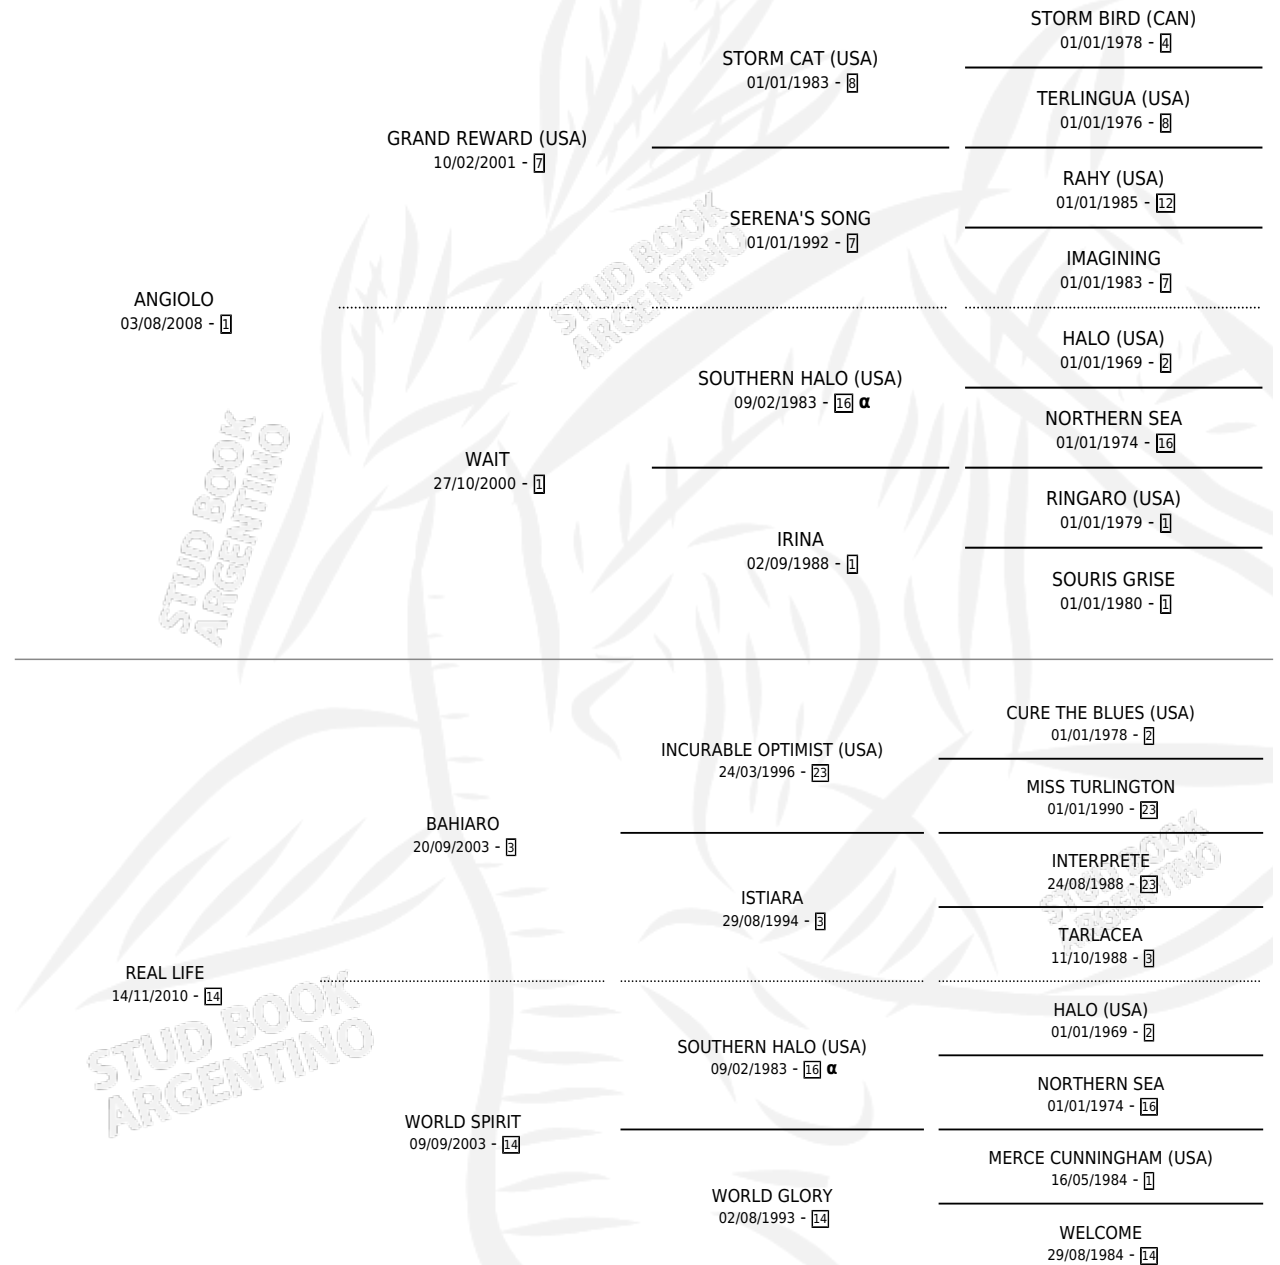 STORM BIRD (CAN)
01/01/1978 - 4
STORM CAT (USA)
01/01/1983 - 8
TERLINGUA (USA)
01/01/1976 - 8
GRAND REWARD (USA)
10/02/2001 - 7
RAHY (USA)
01/01/1985 - 12
SERENA'S SONG
01/01/1992 - 7
IMAGINING
01/01/1983 - 7
STUD BOOK
ARGENTINO
ANGIOLO
03/08/2008 - 1
HALO (USA)
01/01/1969 - 2
SOUTHERN HALO (USA)
09/02/1983 - 16 α
NORTHERN SEA
01/01/1974 - 16
WAIT
27/10/2000 - 1
RINGARO (USA)
01/01/1979 - 1
IRINA
02/09/1988 - 1
SOURIS GRISE
01/01/1980 - 1
STUD BOOK
ARGENTINO
CURE THE BLUES (USA)
01/01/1978 - 2
INCURABLE OPTIMIST (USA)
24/03/1996 - 23
MISS TURLINGTON
01/01/1990 - 23
BAHIARO
20/09/2003 - 3
INTERPRETE
24/08/1988 - 23
ISTIARA
29/08/1994 - 3
TARLACEA
11/10/1988 - 3
STUD BOOK
ARGENTINO
REAL LIFE
14/11/2010 - 14
HALO (USA)
01/01/1969 - 2
SOUTHERN HALO (USA)
09/02/1983 - 16 α
NORTHERN SEA
01/01/1974 - 16
STUD BOOK
ARGENTINO
WORLD SPIRIT
09/09/2003 - 14
MERCE CUNNINGHAM (USA)
16/05/1984 - 1
WORLD GLORY
02/08/1993 - 14
WELCOME
29/08/1984 - 14